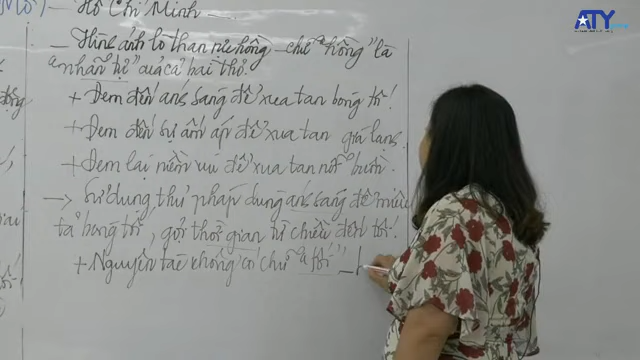 ATY
Hồ Chí Minh
– Hình ảnh lò than rực hồng – chữ "hồng" là
"nhãn tự" của cả bài thơ.
+ Đem đến ánh sáng để xua tan bóng tối!
+ Đem đến sự ấm áp để xua tan giá lạnh.
+ Đem lại niềm vui để xua tan nỗi buồn.
→ Sử dụng thủ pháp dùng ánh sáng để miêu
tả bóng tối, gợi thời gian từ chiều đến tối!
+ Nguyên tác không có chữ "tối" –